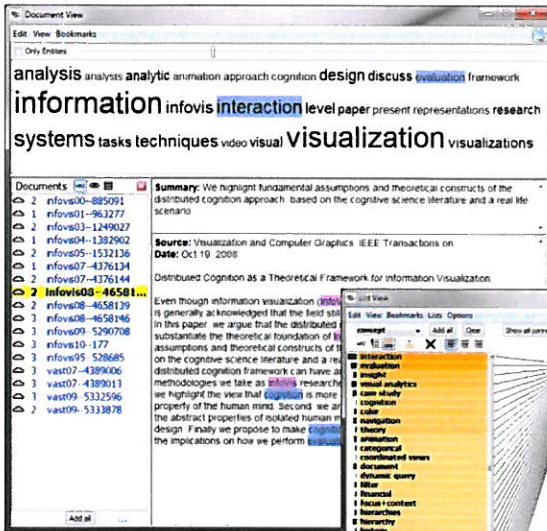 Document View
Edit View Bookmarks
Only Entities
analysis analysts analytic animation approach cognition design discuss evaluation framework
information infovis interaction level paper present representations research
systems tasks techniques video visual visualization visualizations
Documents
2 infovis00--885091
1 infovis01--963277
2 infovis03--1249027
1 infovis04--1382902
2 infovis05--1532136
1 infovis07--4376134
2 infovis07--4376144
2 infovis08--46581...
2 infovis08--4658139
3 infovis08--4658146
3 infovis09--5290708
3 infovis10--177
3 infovis95--528685
3 vast07--4389006
3 vast07--4389013
3 vast09--5332596
2 vast09--5333878
Add all
Summary: We highlight fundamental assumptions and theoretical constructs of the
distributed cognition approach based on the cognitive science literature and a real life
scenario
Source: Visualization and Computer Graphics IEEE Transactions on
Date: Oct 19 2008
Distributed Cognition as a Theoretical Framework for Information Visualization
Even though information visualization (
is generally acknowledged that the field still
In this paper we argue that the distributed
substantiate the theoretical foundation of
assumptions and theoretical constructs of th
on the cognitive science literature and a rea
distributed cognition framework can have an
methodologies we take as infovis researche
we highlight the view that cognition is more
property of the human mind Second we ar
the abstract properties of isolated human m
design Finally we propose to make cogniti
the implications on how we perform evaluat
List View
Edit View Bookmarks Lists Options
concept Add all Clear
interaction
evaluation
insight
visual analytics
case study
cognition
color
navigation
theory
animation
categorical
coordinated views
document
dynamic query
filter
financial
focus+context
hierarchies
hierarchy
history